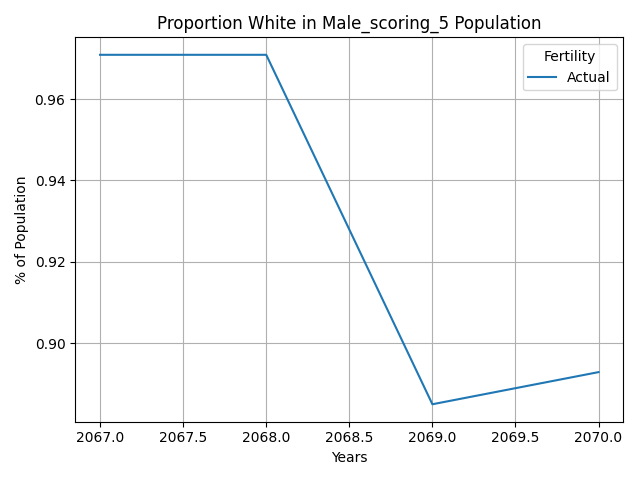 Proportion White in Male_scoring_5 Population
Fertility
Actual
% of Population
0.96
0.94
0.92
0.90
2067.0 2067.5 2068.0 2068.5 2069.0 2069.5 2070.0
Years